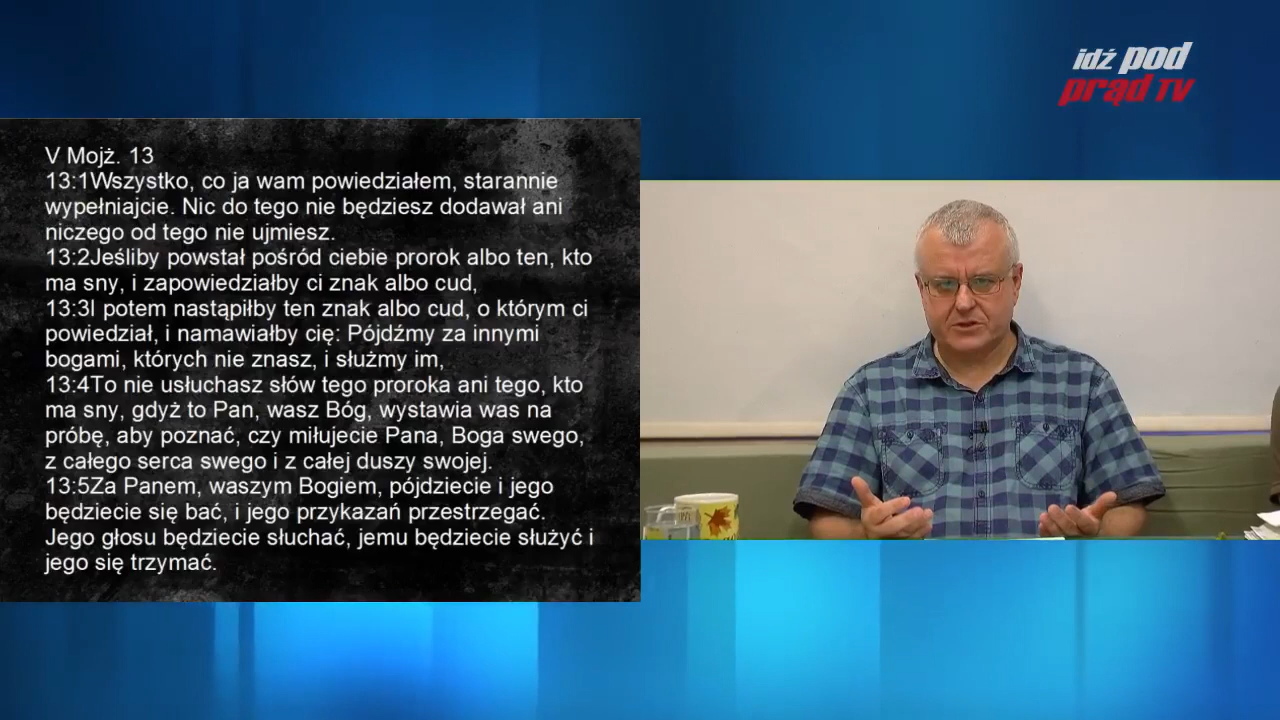 idź pod
prąd TV
V Mojż. 13
13:1Wszystko, co ja wam powiedziałem, starannie
wypełniajcie. Nic do tego nie będziesz dodawał ani
niczego od tego nie ujmiesz.
13:2Jeśliby powstał pośród ciebie prorok albo ten, kto
ma sny, i zapowiedziałby ci znak albo cud,
13:3I potem nastąpiłby ten znak albo cud, o którym ci
powiedział, i namawiałby cię: Pójdźmy za innymi
bogami, których nie znasz, i służmy im,
13:4To nie usłuchasz słów tego proroka ani tego, kto
ma sny, gdyż to Pan, wasz Bóg, wystawia was na
próbę, aby poznać, czy miłujecie Pana, Boga swego,
z całego serca swego i z całej duszy swojej.
13:5Za Panem, waszym Bogiem, pójdziecie i jego
będziecie się bać, i jego przykazań przestrzegać.
Jego głosu będziecie słuchać, jemu będziecie służyć i
jego się trzymać.